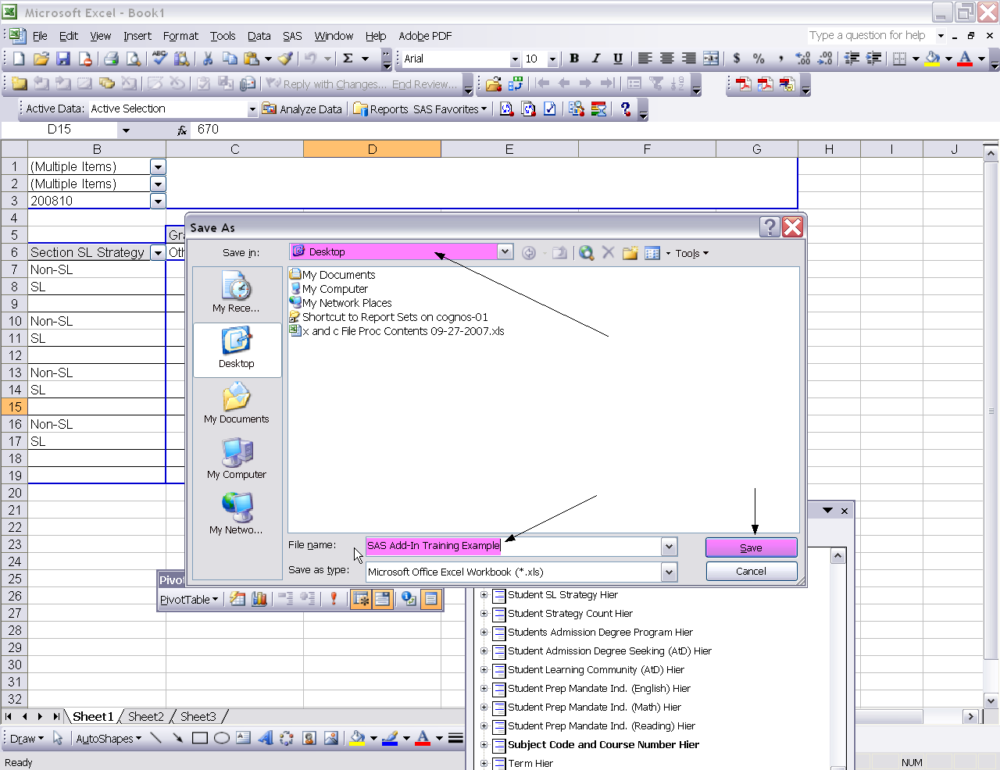 Microsoft Excel - Book1
File Edit View Insert Format Tools Data SAS Window Help Adobe PDF
Type a question for help
Arial 10 B I U $ % ,
Reply with Changes... End Review...
Active Data: Active Selection Analyze Data Reports SAS Favorites
D15 fx 670
B C D E F G H I J
1 (Multiple Items)
2 (Multiple Items)
3 200810
4
5 Gra
6 Section SL Strategy Oth
7 Non-SL
8 SL
9
10 Non-SL
11 SL
12
13 Non-SL
14 SL
15
16 Non-SL
17 SL
18
19
20
21
22
23
24
25
26
27
28
29
30
31
32
Save As
Save in: Desktop Tools
My Rece...
Desktop
My Documents
My Computer
My Netwo...
My Documents
My Computer
My Network Places
Shortcut to Report Sets on cognos-01
x and c File Proc Contents 09-27-2007.xls
File name: SAS Add-In Training Example Save
Save as type: Microsoft Office Excel Workbook (*.xls) Cancel
Pivot
PivotTable
Student SL Strategy Hier
Student Strategy Count Hier
Students Admission Degree Program Hier
Student Admission Degree Seeking (AtD) Hier
Student Learning Community (AtD) Hier
Student Prep Mandate Ind. (English) Hier
Student Prep Mandate Ind. (Math) Hier
Student Prep Mandate Ind. (Reading) Hier
Subject Code and Course Number Hier
Term Hier
Sheet1 Sheet2 Sheet3
Draw AutoShapes
Ready NUM